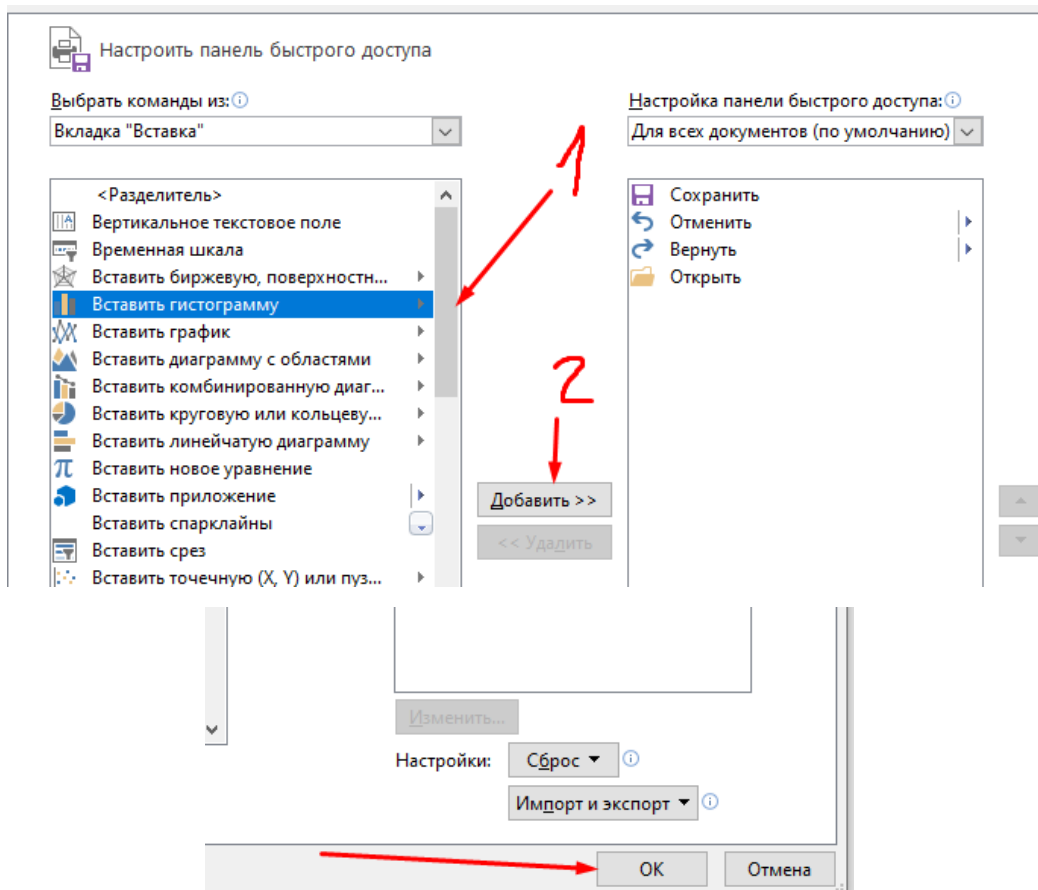 Настроить панель быстрого доступа
Выбрать команды из:
Вкладка "Вставка"
<Разделитель>
Вертикальное текстовое поле
Временная шкала
Вставить биржевую, поверхностн...
Вставить гистограмму
Вставить график
Вставить диаграмму с областями
Вставить комбинированную диаг...
Вставить круговую или кольцеву...
Вставить линейчатую диаграмму
Вставить новое уравнение
Вставить приложение
Вставить спарклайны
Вставить срез
Вставить точечную (X, Y) или пуз...
1
2
Добавить >>
<< Удалить
Настройка панели быстрого доступа:
Для всех документов (по умолчанию)
Сохранить
Отменить
Вернуть
Открыть
Изменить...
Настройки: Сброс
Импорт и экспорт
ОК Отмена